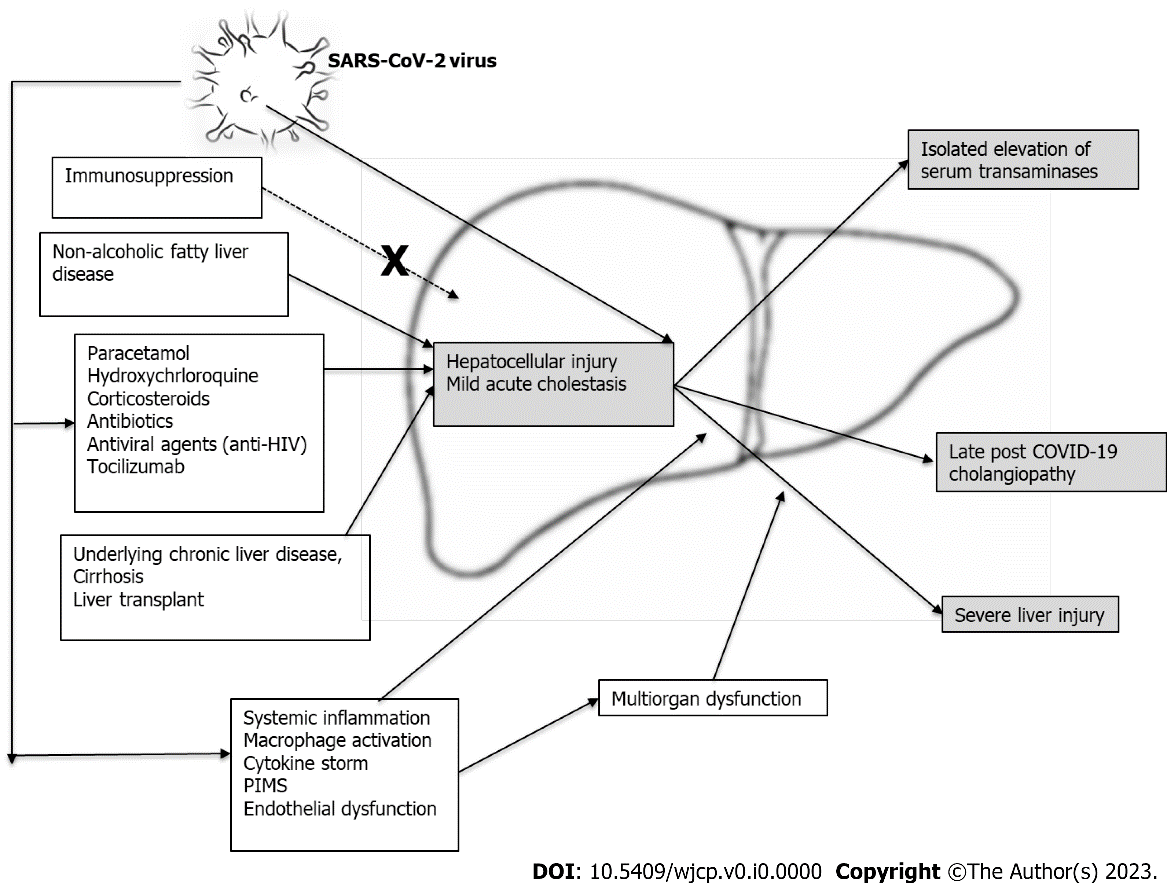 SARS-CoV-2 virus
Immunosuppression
X
Non-alcoholic fatty liver
disease
Paracetamol
Hydroxychrloroquine
Corticosteroids
Antibiotics
Antiviral agents (anti-HIV)
Tocilizumab
Underlying chronic liver disease,
Cirrhosis
Liver transplant
Hepatocellular injury
Mild acute cholestasis
Isolated elevation of
serum transaminases
Late post COVID-19
cholangiopathy
Severe liver injury
Systemic inflammation
Macrophage activation
Cytokine storm
PIMS
Endothelial dysfunction
Multiorgan dysfunction
DOI: 10.5409/wjcp.v0.i0.0000 Copyright ©The Author(s) 2023.